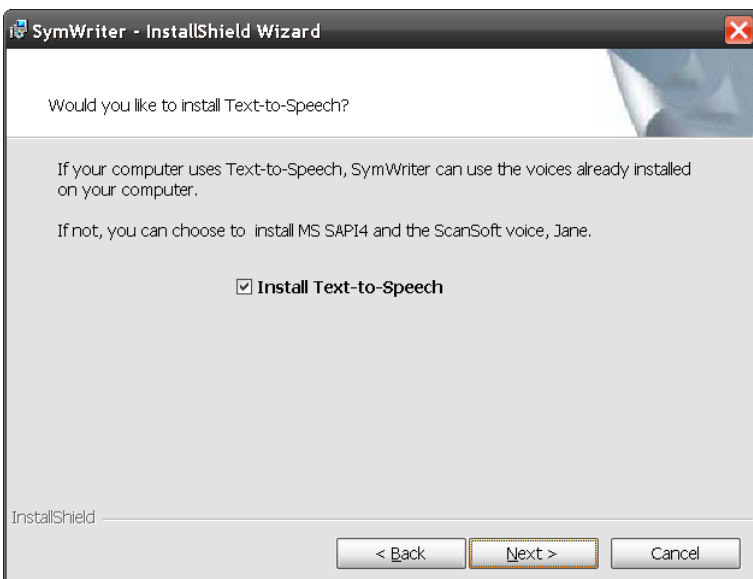 SymWriter - InstallShield Wizard
Would you like to install Text-to-Speech?
If your computer uses Text-to-Speech, SymWriter can use the voices already installed
on your computer.
If not, you can choose to  install MS SAPI4 and the ScanSoft voice, Jane.
Install Text-to-Speech
InstallShield
< Back
Next >
Cancel